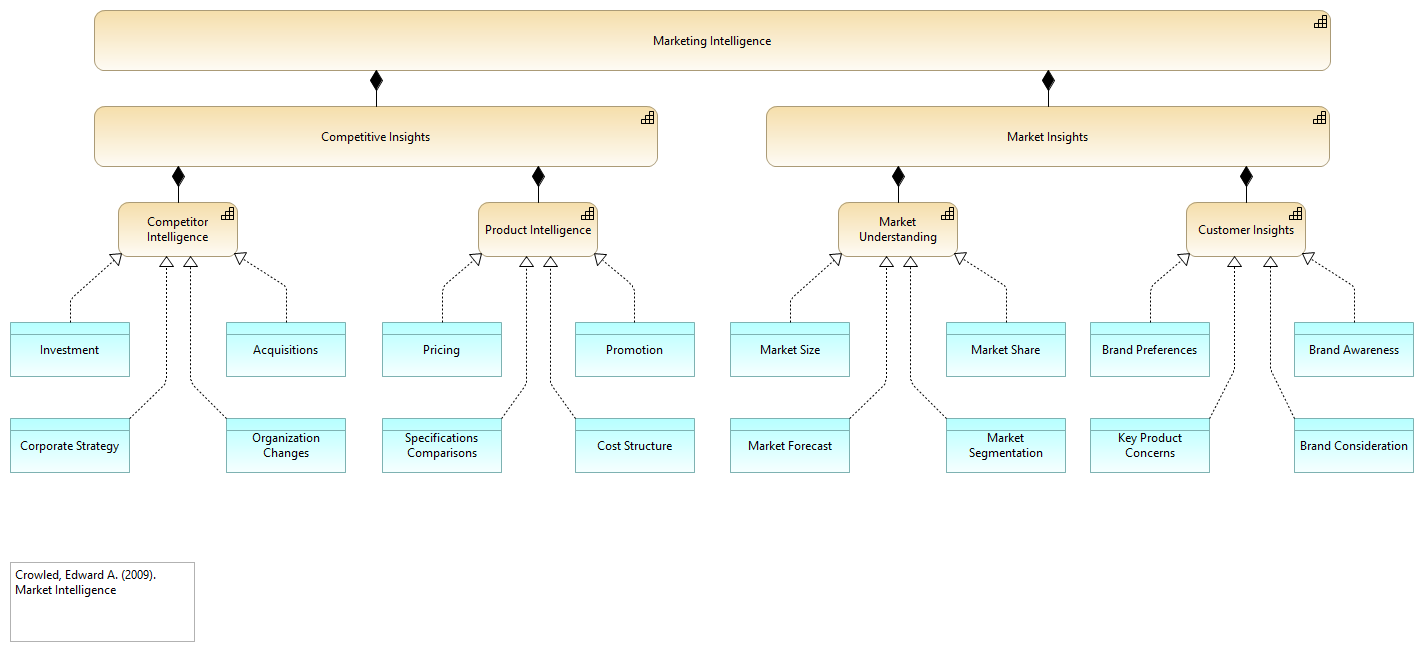 Marketing Intelligence
Competitive Insights
Market Insights
Competitor
Intelligence
Product Intelligence
Market
Understanding
Customer Insights
Investment
Acquisitions
Pricing
Promotion
Market Size
Market Share
Brand Preferences
Brand Awareness
Corporate Strategy
Organization
Changes
Specifications
Comparisons
Cost Structure
Market Forecast
Market
Segmentation
Key Product
Concerns
Brand Consideration
Crowled, Edward A. (2009).
Market Intelligence